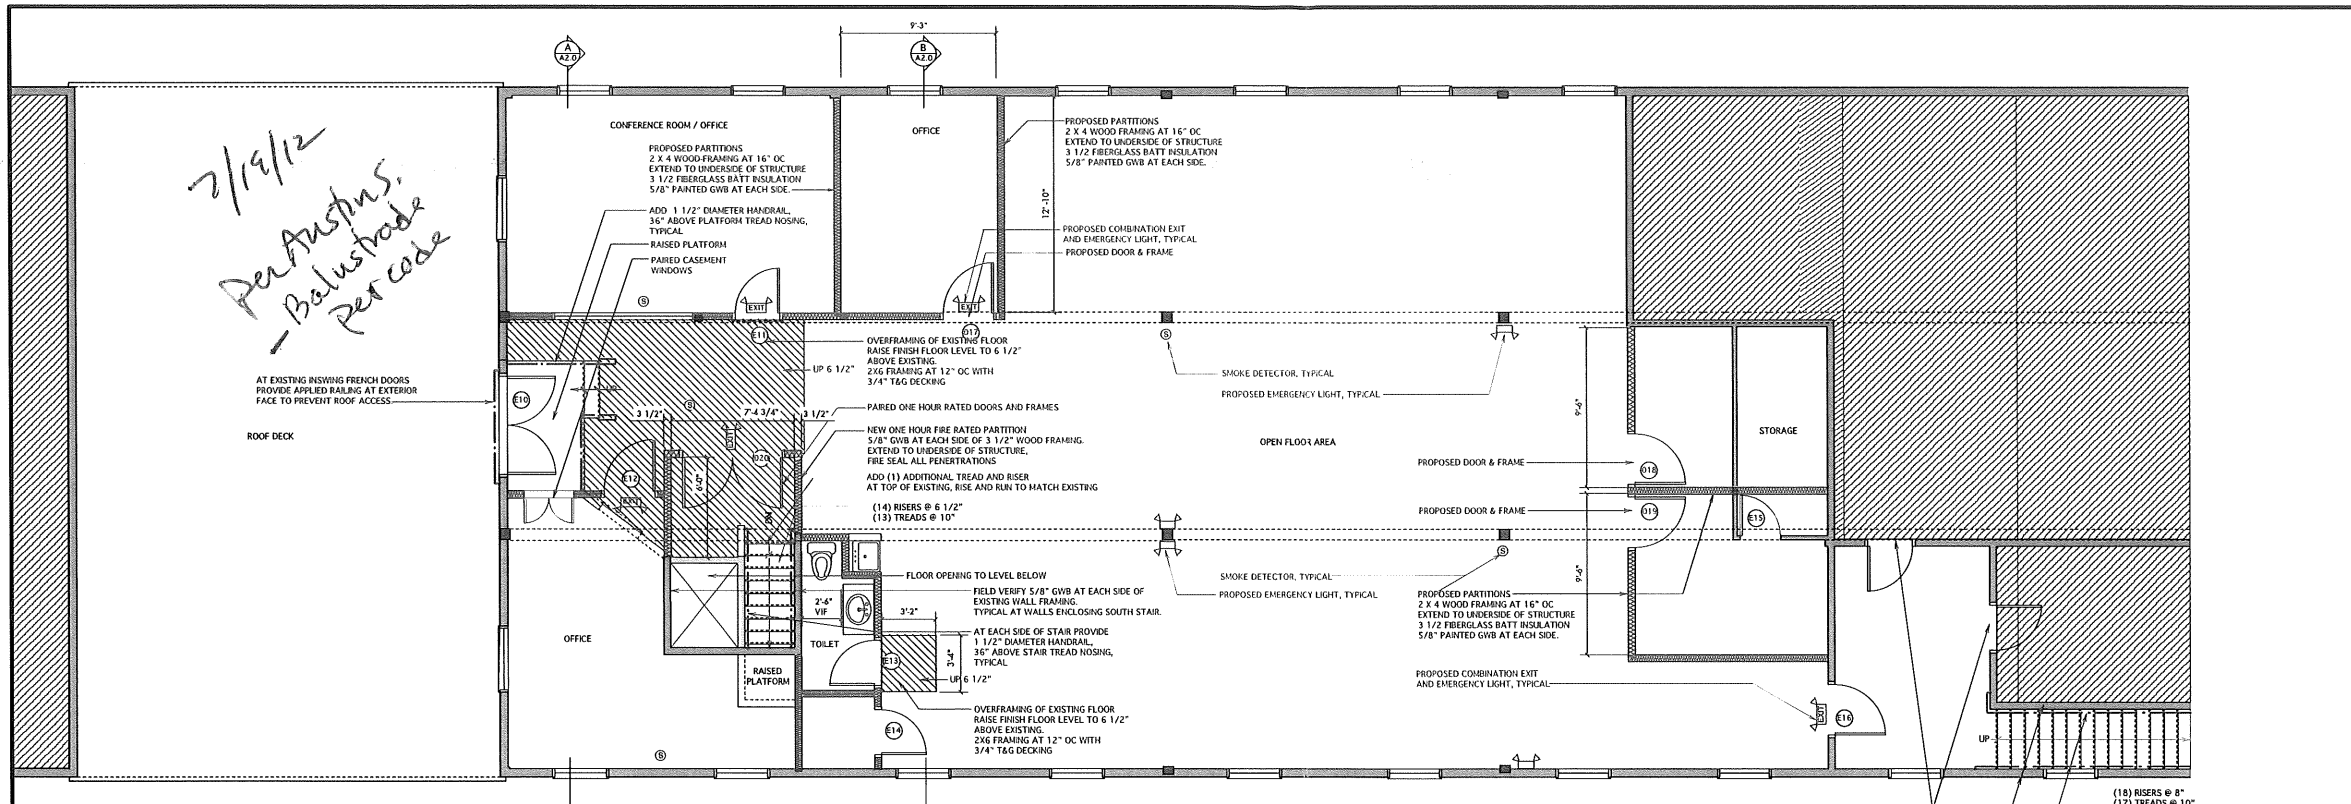 9'-3"
A
A2.0
B
A2.0
7/19/12
per Austin S.
- Balustrade
per code
CONFERENCE ROOM / OFFICE
PROPOSED PARTITIONS
2 X 4 WOOD FRAMING AT 16" OC
EXTEND TO UNDERSIDE OF STRUCTURE
3 1/2 FIBERGLASS BATT INSULATION
5/8" PAINTED GWB AT EACH SIDE.
ADD 1 1/2" DIAMETER HANDRAIL,
36" ABOVE PLATFORM TREAD NOSING,
TYPICAL
RAISED PLATFORM
PAIRED CASEMENT
WINDOWS
OFFICE
PROPOSED PARTITIONS
2 X 4 WOOD FRAMING AT 16" OC
EXTEND TO UNDERSIDE OF STRUCTURE
3 1/2 FIBERGLASS BATT INSULATION
5/8" PAINTED GWB AT EACH SIDE.
12'-10"
PROPOSED COMBINATION EXIT
AND EMERGENCY LIGHT, TYPICAL
PROPOSED DOOR & FRAME
S
EXIT
EXIT
E11
017
S
OVERFRAMING OF EXISTING FLOOR
RAISE FINISH FLOOR LEVEL TO 6 1/2"
ABOVE EXISTING.
2X6 FRAMING AT 12" OC WITH
3/4" T&G DECKING
UP 6 1/2"
AT EXISTING INSWING FRENCH DOORS
PROVIDE APPLIED RAILING AT EXTERIOR
FACE TO PREVENT ROOF ACCESS
ROOF DECK
E10
UP
S
3 1/2"
7'-4 3/4"
3 1/2"
PAIRED ONE HOUR RATED DOORS AND FRAMES
NEW ONE HOUR FIRE RATED PARTITION
5/8" GWB AT EACH SIDE OF 3 1/2" WOOD FRAMING.
EXTEND TO UNDERSIDE OF STRUCTURE,
FIRE SEAL ALL PENERTRATIONS
ADD (1) ADDITIONAL TREAD AND RISER
AT TOP OF EXISTING, RISE AND RUN TO MATCH EXISTING
(14) RISERS @ 6 1/2"
(13) TREADS @ 10"
EXIT
020
E12
EXIT
DN
SMOKE DETECTOR, TYPICAL
PROPOSED EMERGENCY LIGHT, TYPICAL
OPEN FLOOR AREA
9'-6"
STORAGE
PROPOSED DOOR & FRAME
018
PROPOSED DOOR & FRAME
019
E15
S
FLOOR OPENING TO LEVEL BELOW
FIELD VERIFY 5/8" GWB AT EACH SIDE OF
EXISTING WALL FRAMING.
TYPICAL AT WALLS ENCLOSING SOUTH STAIR.
2'-6"
VIF
3'-2"
SMOKE DETECTOR, TYPICAL
PROPOSED EMERGENCY LIGHT, TYPICAL
9'-6"
PROPOSED PARTITIONS
2 X 4 WOOD FRAMING AT 16" OC
EXTEND TO UNDERSIDE OF STRUCTURE
3 1/2 FIBERGLASS BATT INSULATION
5/8" PAINTED GWB AT EACH SIDE.
OFFICE
TOILET
AT EACH SIDE OF STAIR PROVIDE
1 1/2" DIAMETER HANDRAIL,
36" ABOVE STAIR TREAD NOSING,
TYPICAL
E13
3'-4"
UP 6 1/2"
RAISED
PLATFORM
PROPOSED COMBINATION EXIT
AND EMERGENCY LIGHT, TYPICAL
OVERFRAMING OF EXISTING FLOOR
RAISE FINISH FLOOR LEVEL TO 6 1/2"
ABOVE EXISTING.
2X6 FRAMING AT 12" OC WITH
3/4" T&G DECKING
E14
EXIT
E16
UP
S
(18) RISERS @ 8"
(17) TREADS @ 10"